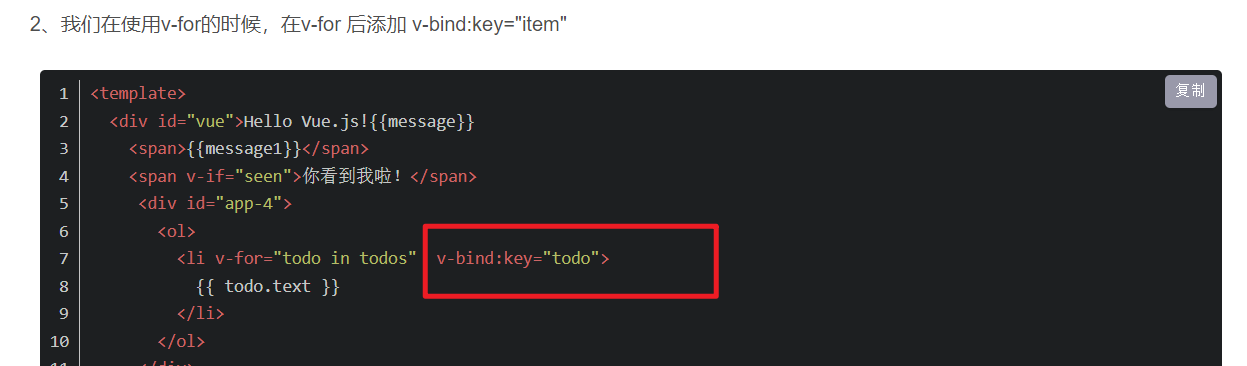 2、我们在使用v-for的时候，在v-for 后添加 v-bind:key="item"
复制
1 <template>
2 <div id="vue">Hello Vue.js!{{message}}
3 <span>{{message1}}</span>
4 <span v-if="seen">你看到我啦！</span>
5 <div id="app-4">
6 <ol>
7 <li v-for="todo in todos" v-bind:key="todo">
8 {{ todo.text }}
9 </li>
10 </ol>
11 </div>